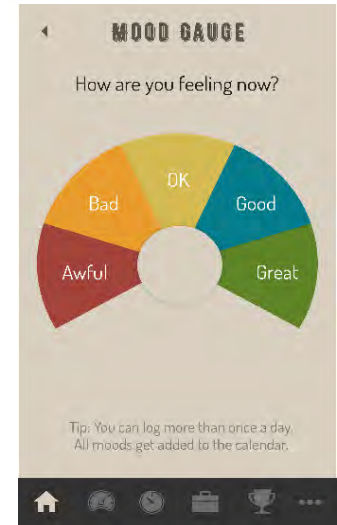 MOOD GAUGE
How are you feeling now?
OK
Bad
Good
Awful
Great
Tip: You can log more than once a day.
All moods get added to the calendar.